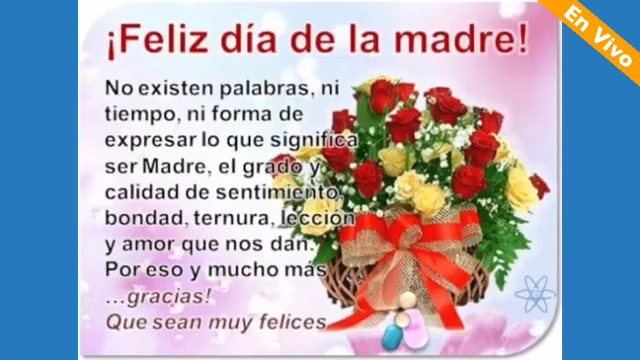 ¡Feliz día de la madre!
En Vivo
No existen palabras, ni
tiempo, ni forma de
expresar lo que significa
ser Madre, el grado y
calidad de sentimiento,
bondad, ternura, lección
y amor que nos dan.
Por eso y mucho más
...gracias!
Que sean muy felices